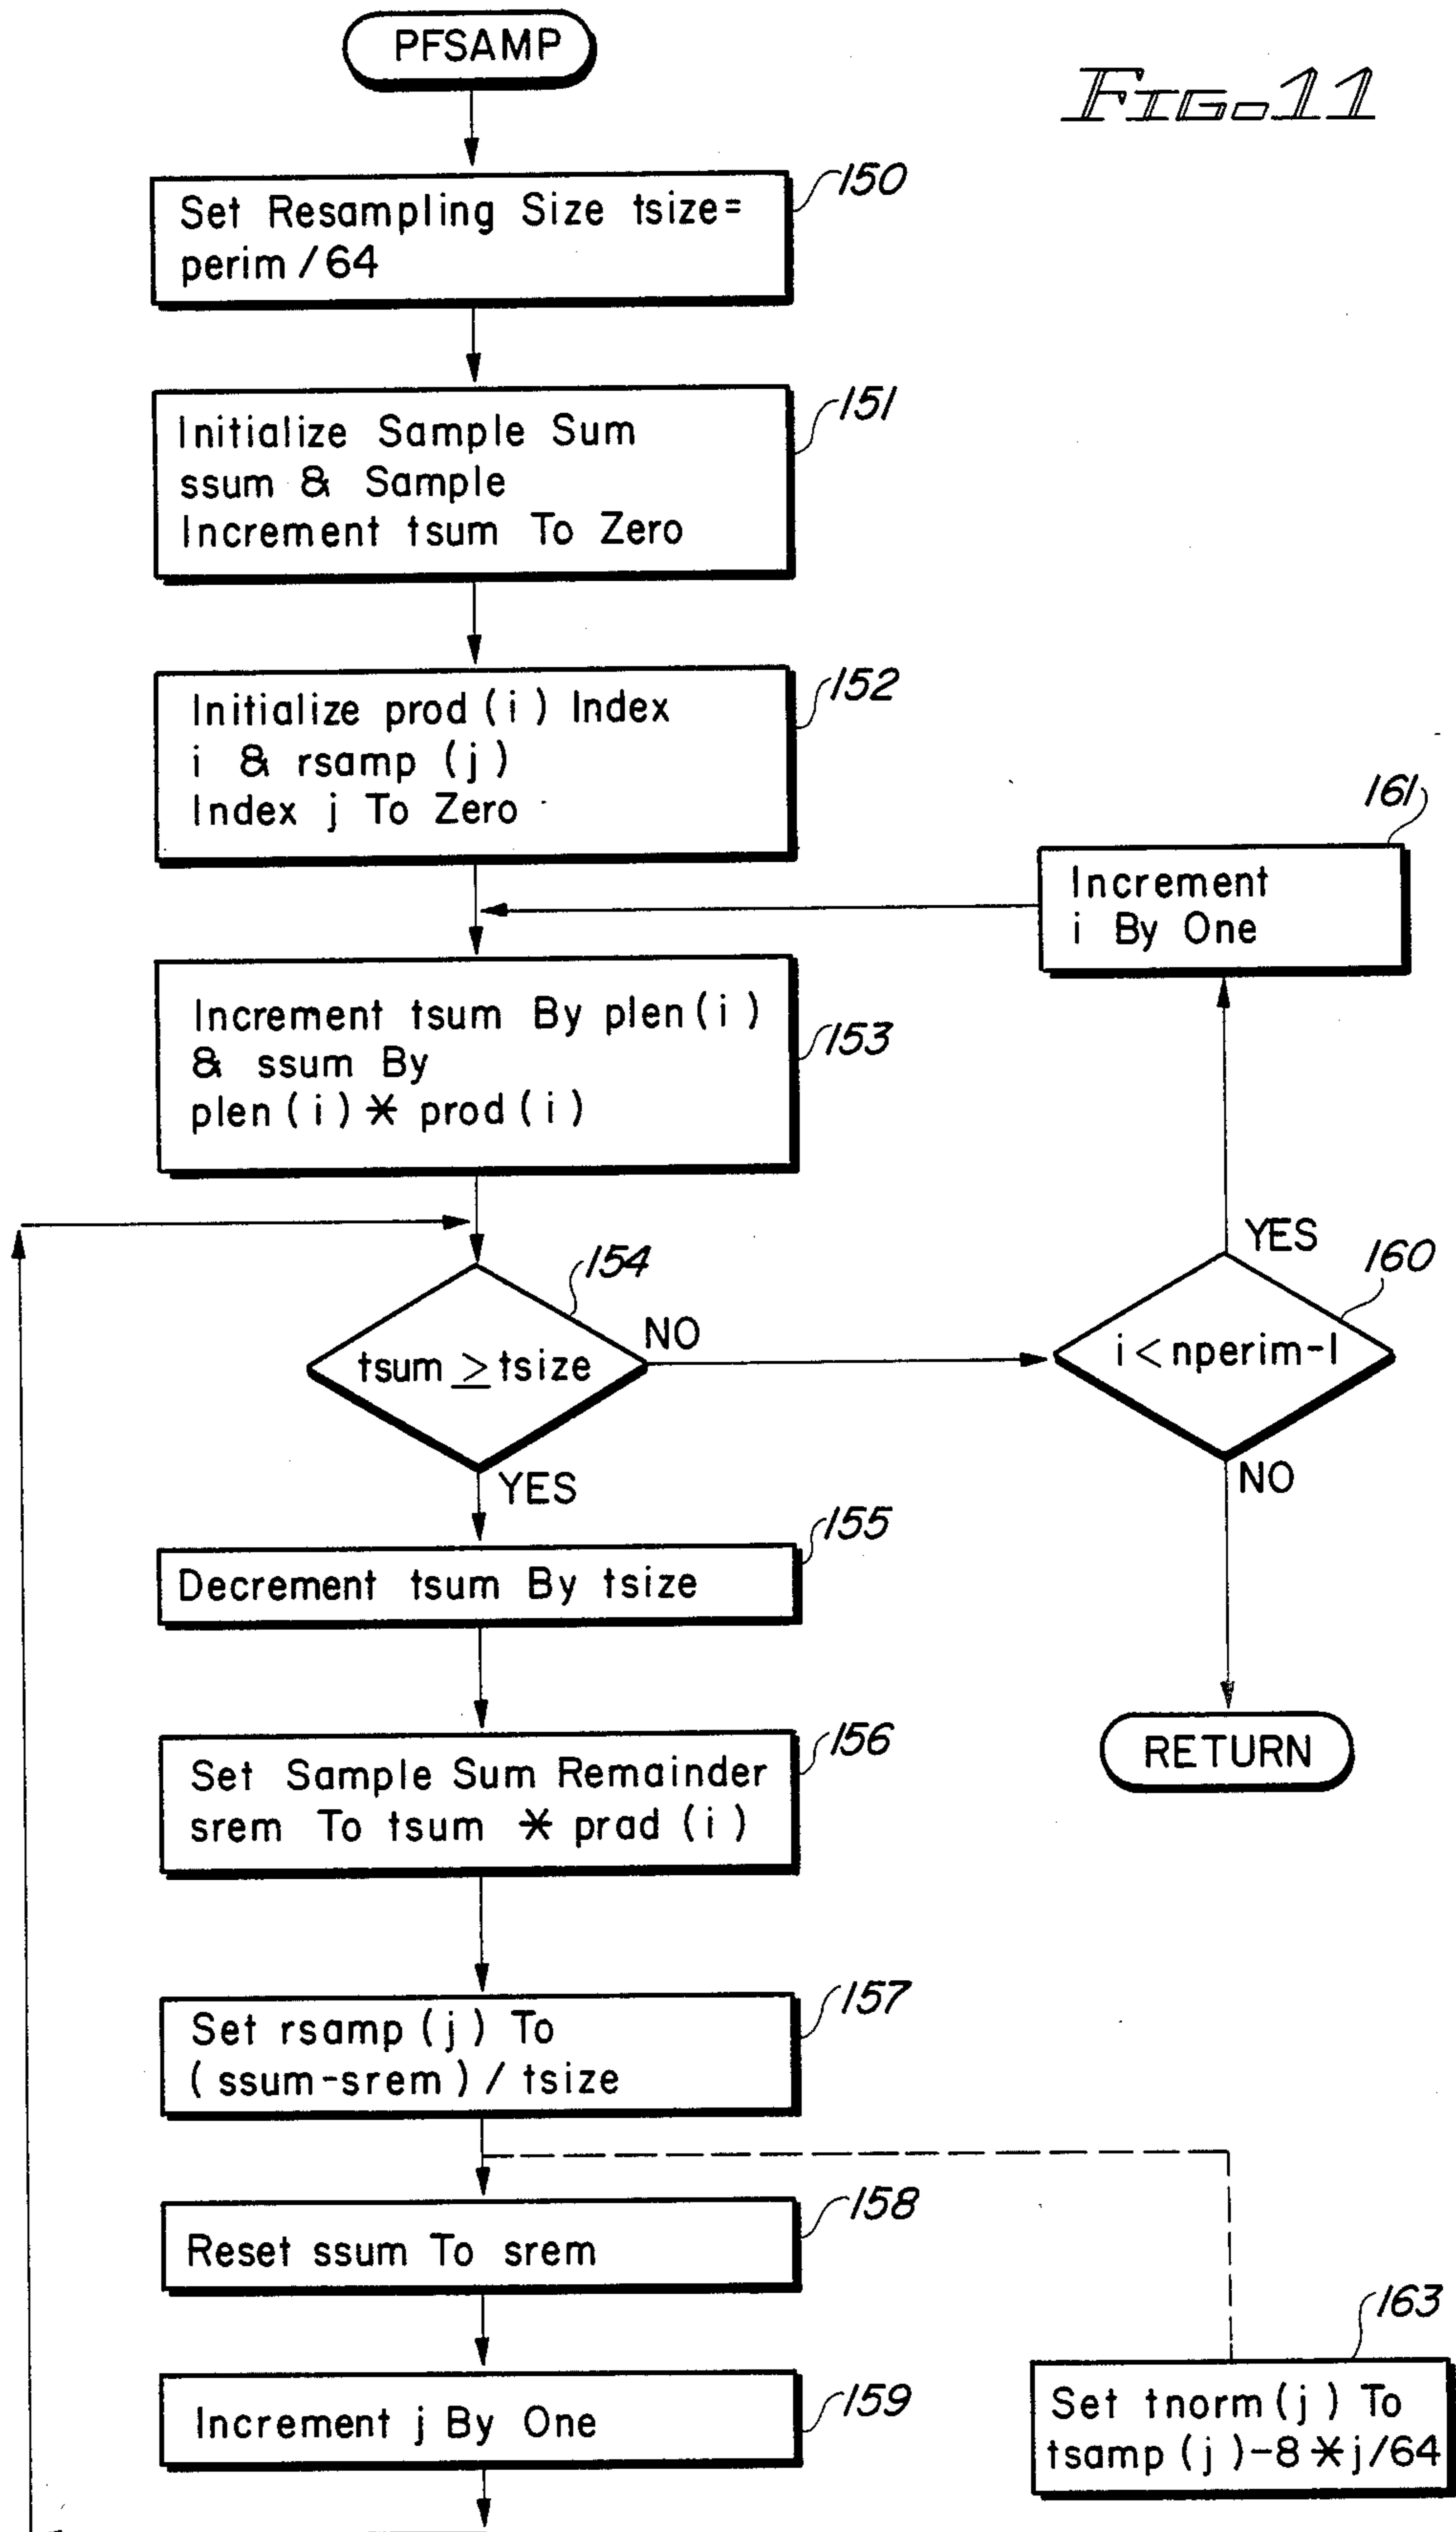 PFSAMP
FIG. 11
150
Set Resampling Size tsize=
perim / 64
151
Initialize Sample Sum
ssum & Sample
Increment tsum To Zero
152
Initialize prod (i) Index
i & rsamp (j)
Index j To Zero
161
Increment
i By One
Increment tsum By plen (i)
& ssum By
plen (i) * prod (i)
153
154
tsum ≥ tsize
NO
YES
160
i < nperim-1
YES
NO
155
Decrement tsum By tsize
156
Set Sample Sum Remainder
srem To tsum * prad (i)
RETURN
157
Set rsamp (j) To
(ssum-srem) / tsize
158
Reset ssum To srem
159
Increment j By One
163
Set tnorm (j) To
tsamp (j)-8 * j/64